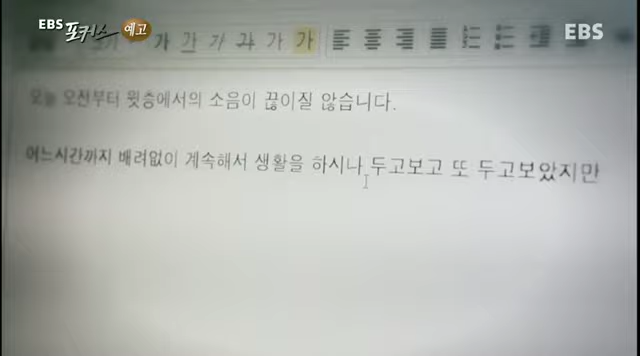 EBS 포커스 예고
EBS
가 가 가 가 가 가
오늘 오전부터 윗층에서의 소음이 끊이질 않습니다.
어느시간까지 배려없이 계속해서 생활을 하시나 두고보고 또 두고보았지만